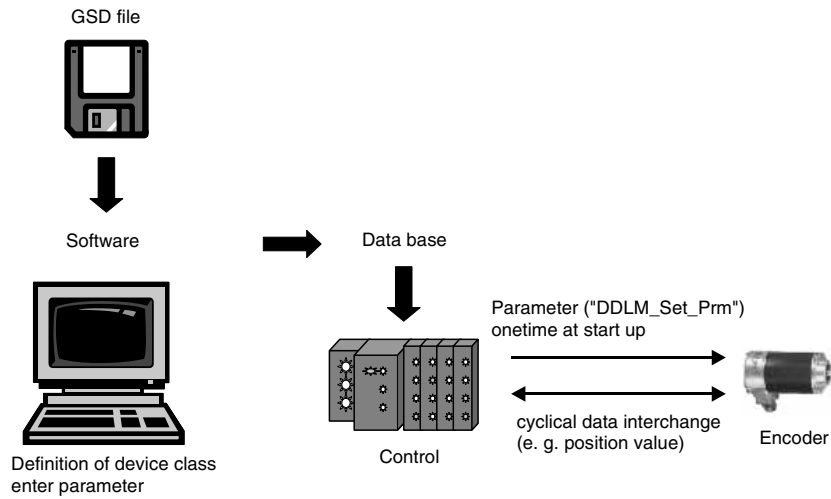 GSD file
Software
Data base
Definition of device class
enter parameter
Control
Parameter ("DDLM_Set_Prm")
onetime at start up
cyclical data interchange
(e. g. position value)
Encoder